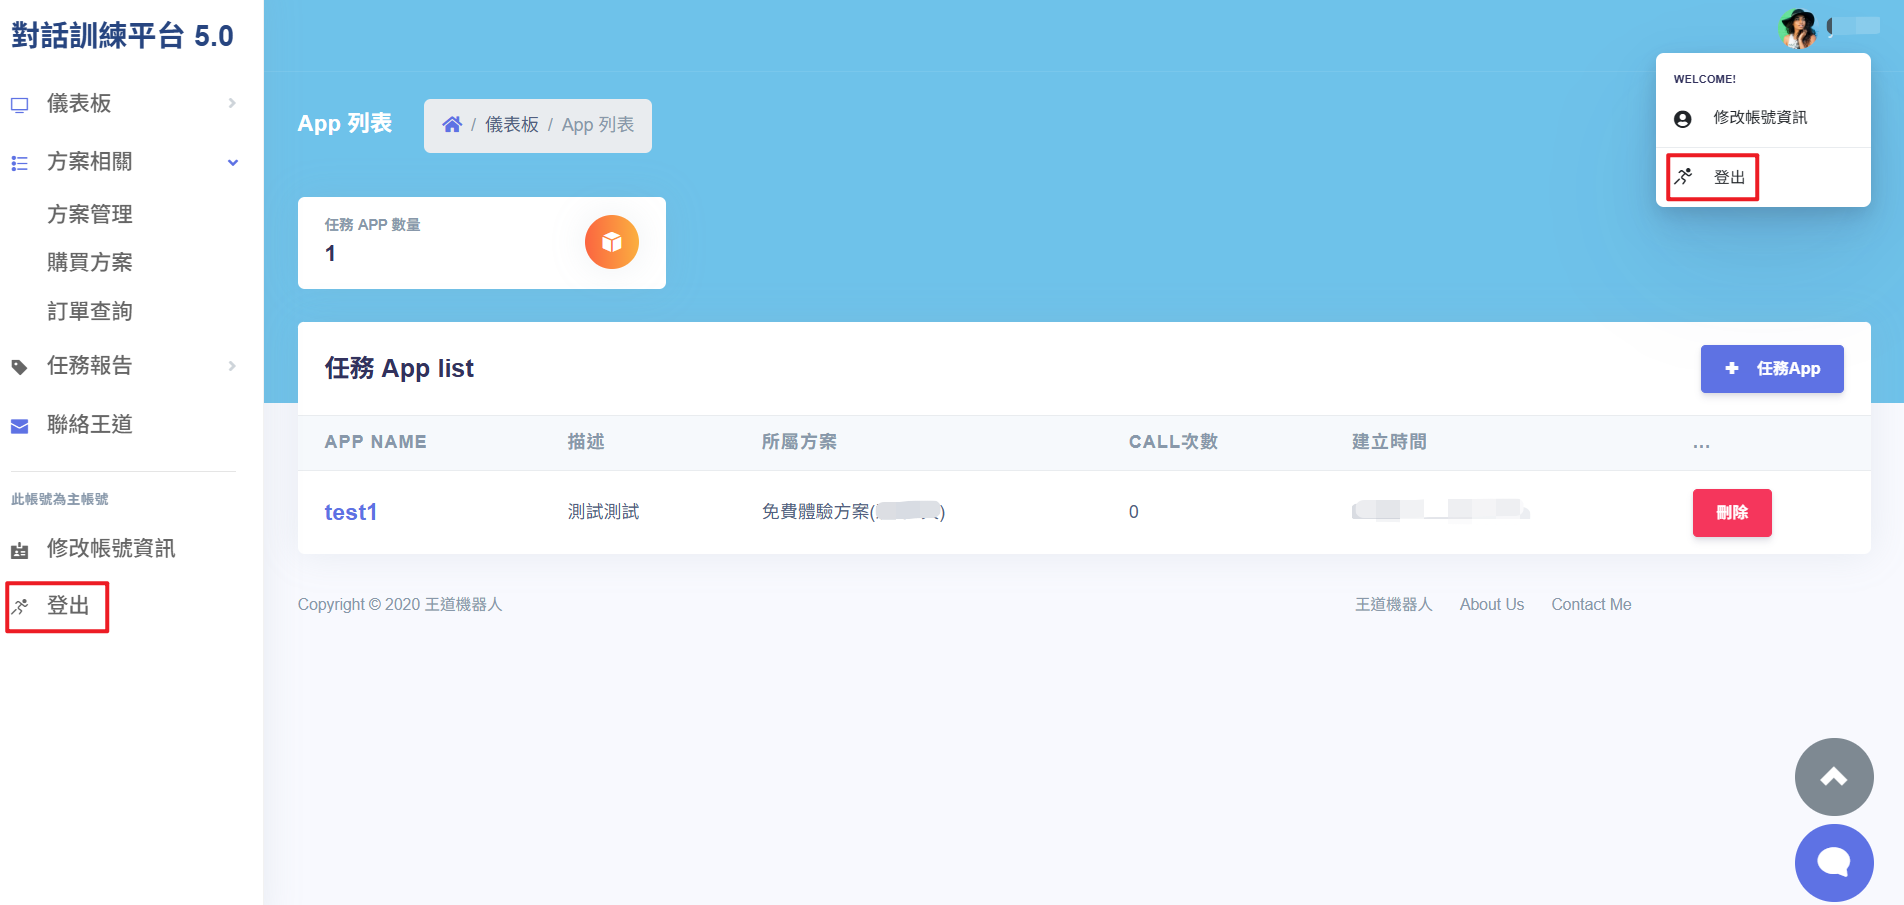 對話訓練平台 5.0
儀表板
方案相關
方案管理
購買方案
訂單查詢
任務報告
聯絡王道
此帳號為主帳號
修改帳號資訊
登出
WELCOME!
修改帳號資訊
登出
App 列表
/ 儀表板 / App 列表
任務 APP 數量
1
任務 App list
任務App
APP NAME 描述 所屬方案 CALL次數 建立時間 ...
test1 測試測試 免費體驗方案( ) 0 刪除
Copyright © 2020 王道機器人
王道機器人 About Us Contact Me